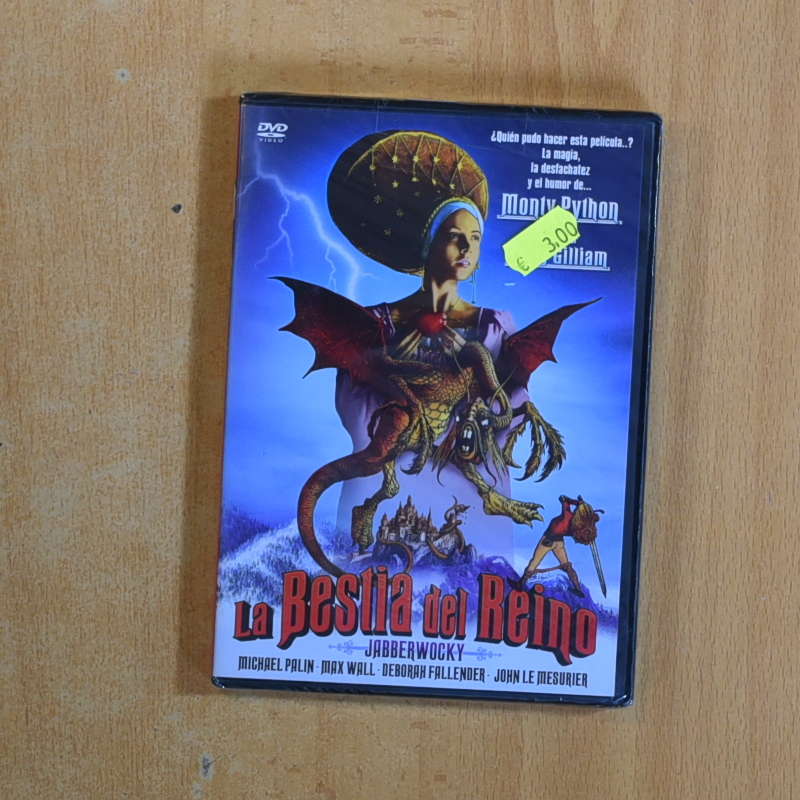 DVD
VIDEO
¿Quién pudo hacer esta película..?
La magia,
la desfachatez
y el humor de...
Monty Python
Gilliam
€ 3,00
La Bestia del Reino
JABBERWOCKY
MICHAEL PALIN · MAX WALL · DEBORAH FALLENDER · JOHN LE MESURIER